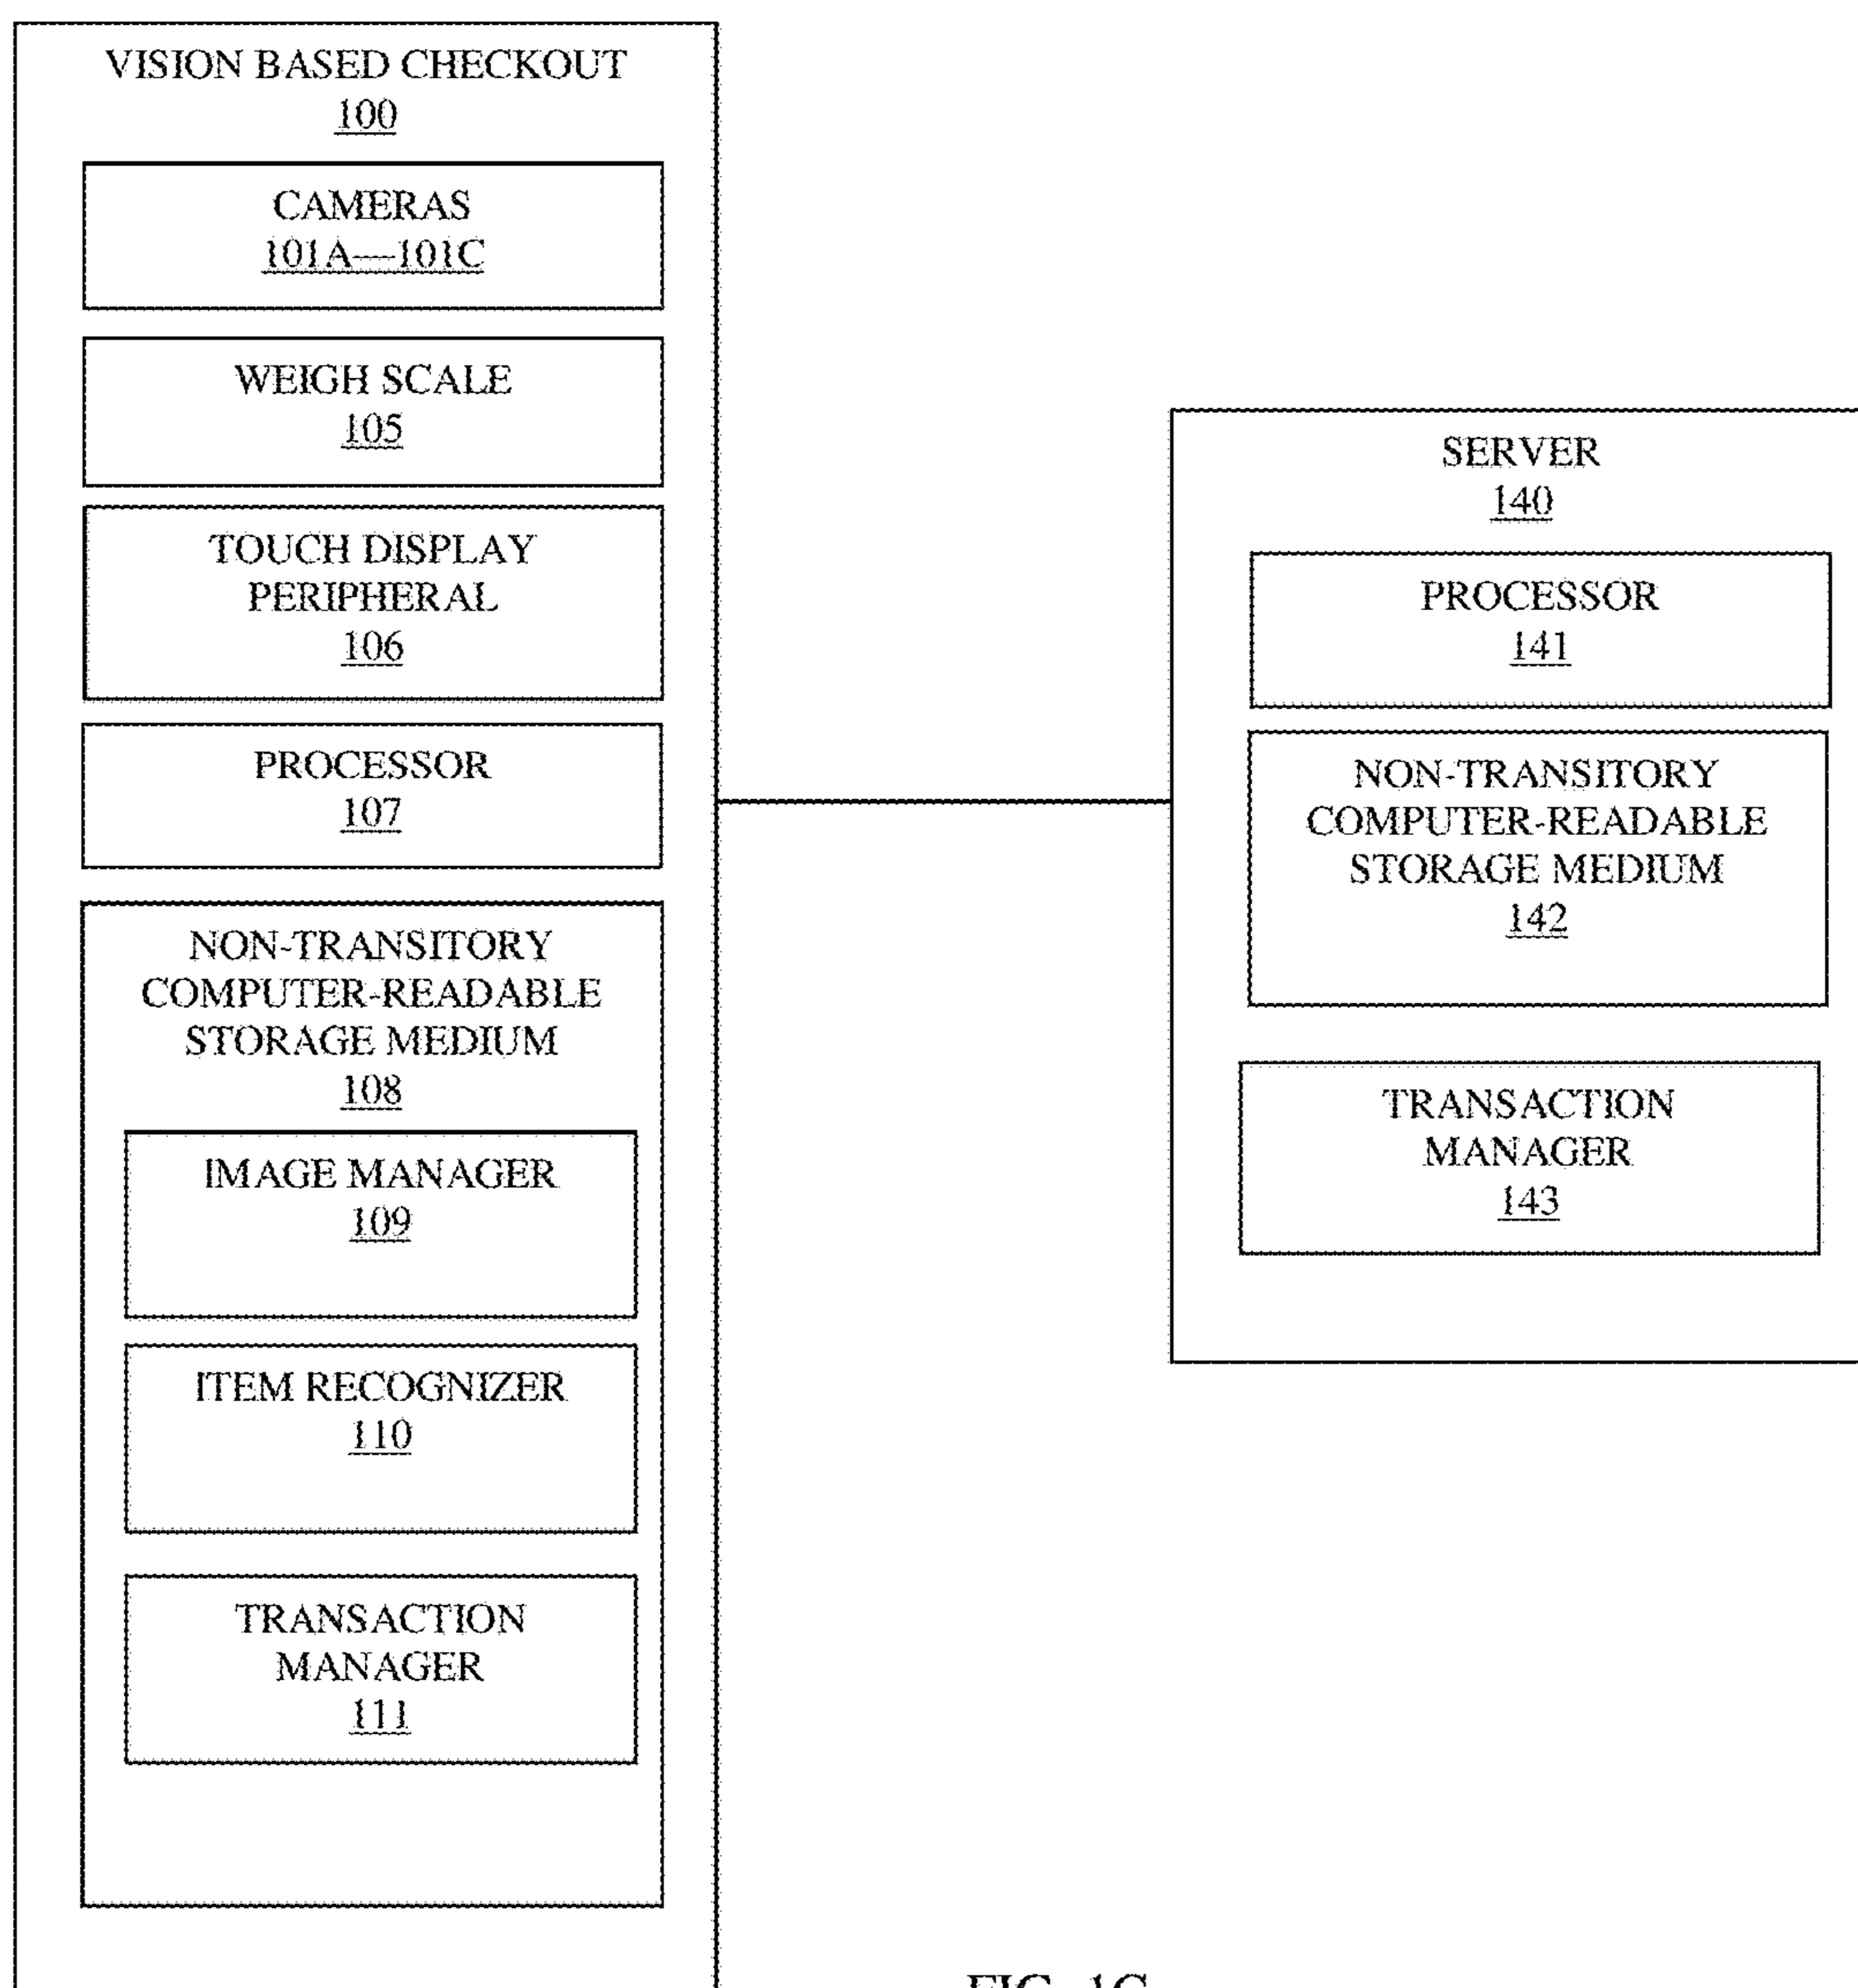 VISION BASED CHECKOUT
100
CAMERAS
101A—101C
WEIGH SCALE
105
TOUCH DISPLAY
PERIPHERAL
106
PROCESSOR
107
NON-TRANSITORY
COMPUTER-READABLE
STORAGE MEDIUM
108
IMAGE MANAGER
109
ITEM RECOGNIZER
110
TRANSACTION
MANAGER
111
SERVER
140
PROCESSOR
141
NON-TRANSITORY
COMPUTER-READABLE
STORAGE MEDIUM
142
TRANSACTION
MANAGER
143
FIG. 1C